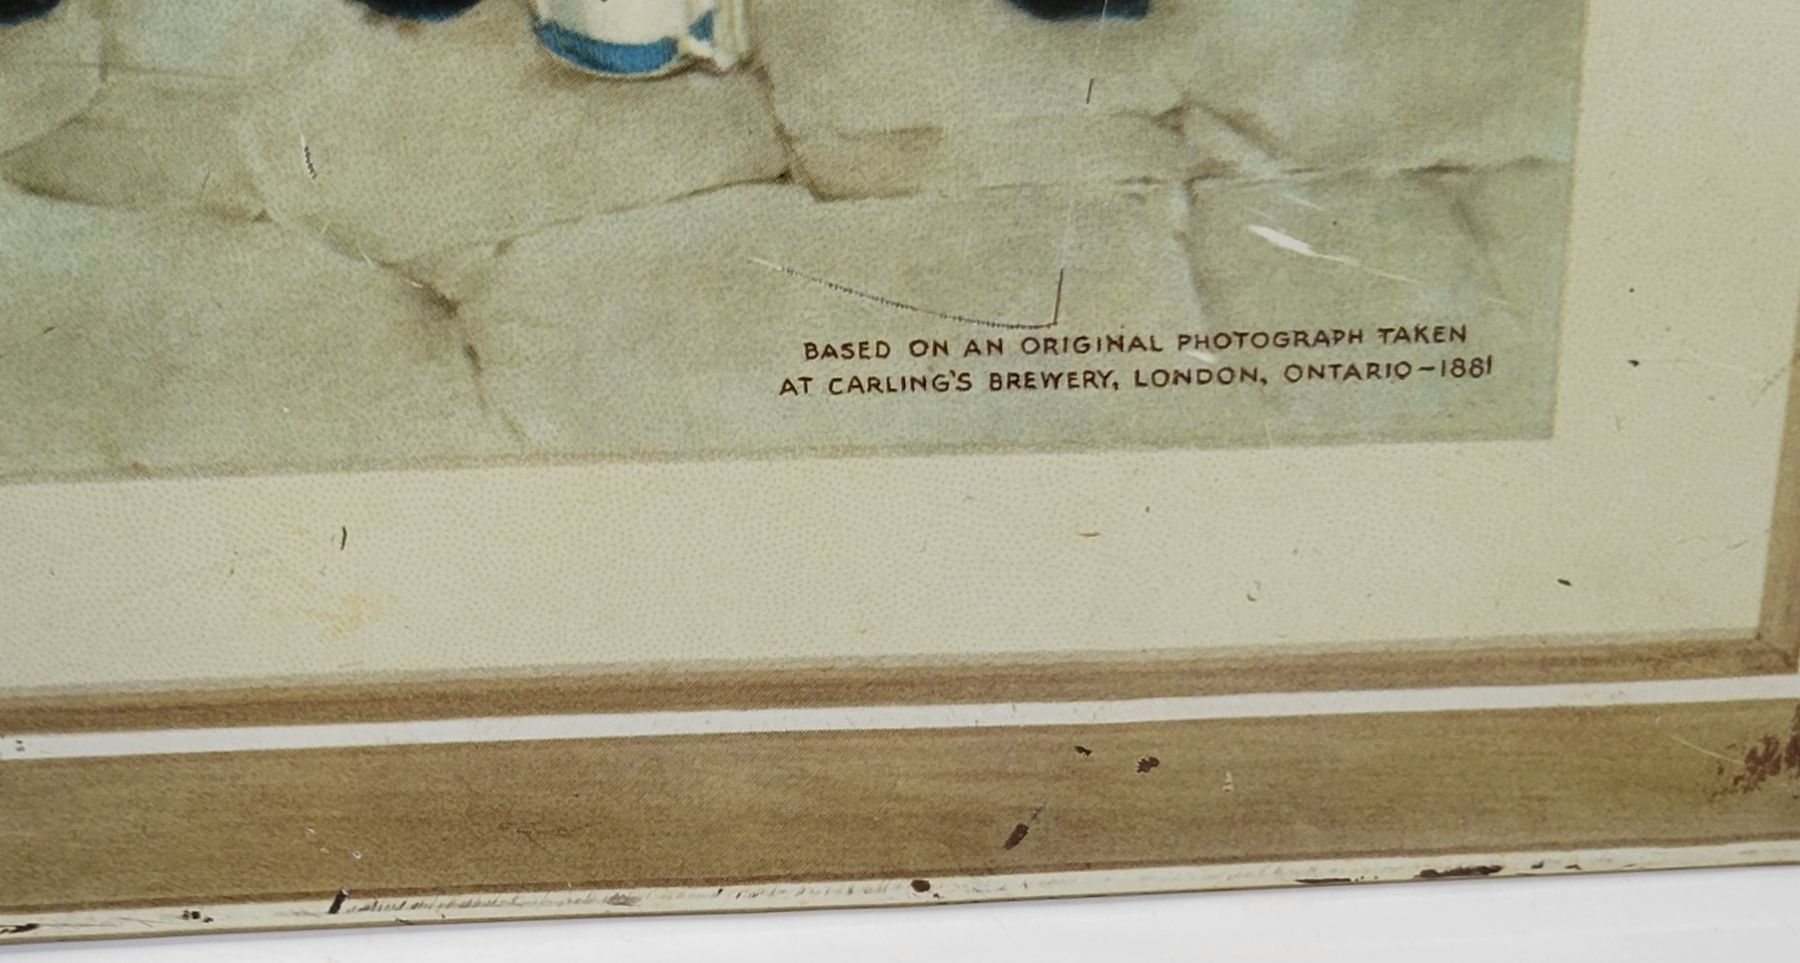 BASED ON AN ORIGINAL PHOTOGRAPH TAKEN
AT CARLING'S BREWERY, LONDON, ONTARIO-1881